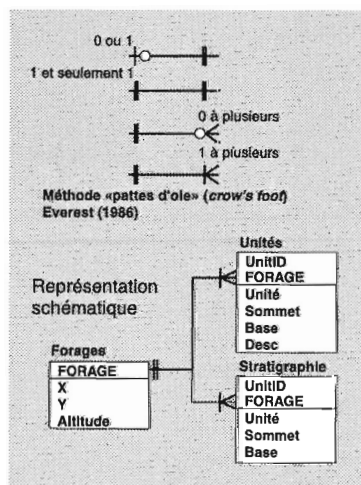 0 ou 1
1 et seulement 1
0 à plusieurs
1 à plusieurs
Méthode «pattes d'oie» (crow's foot)
Everest (1986)
Représentation
schématique
Forages
FORAGE
X
Y
Altitude
Unités
UnitID
FORAGE
Unité
Sommet
Base
Desc
Stratigraphie
UnitID
FORAGE
Unité
Sommet
Base